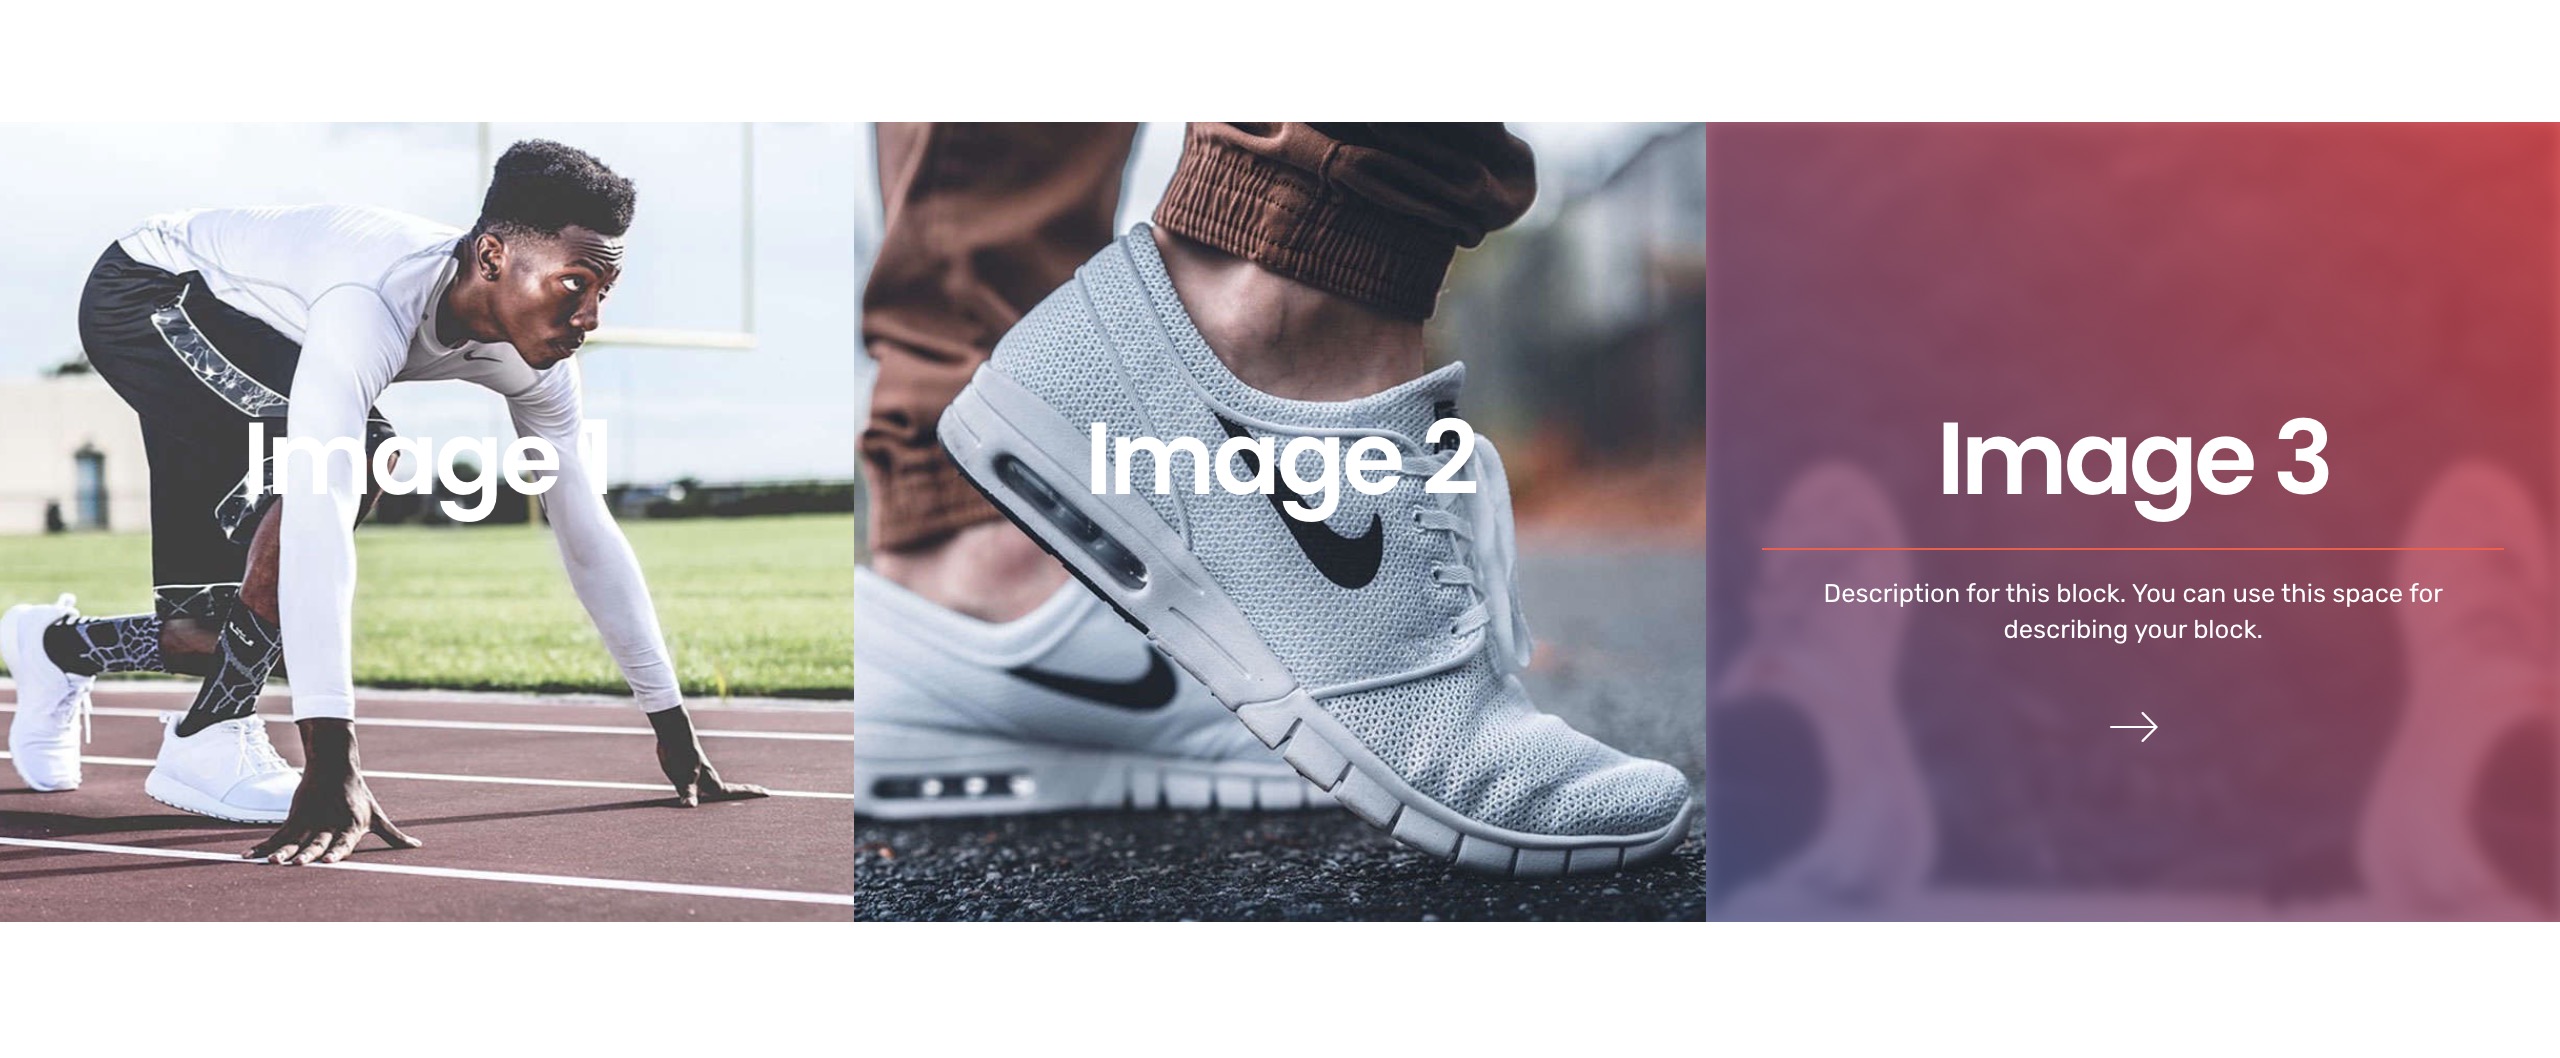 Image 1
Image 2
Image 3
Description for this block. You can use this space for
describing your block.